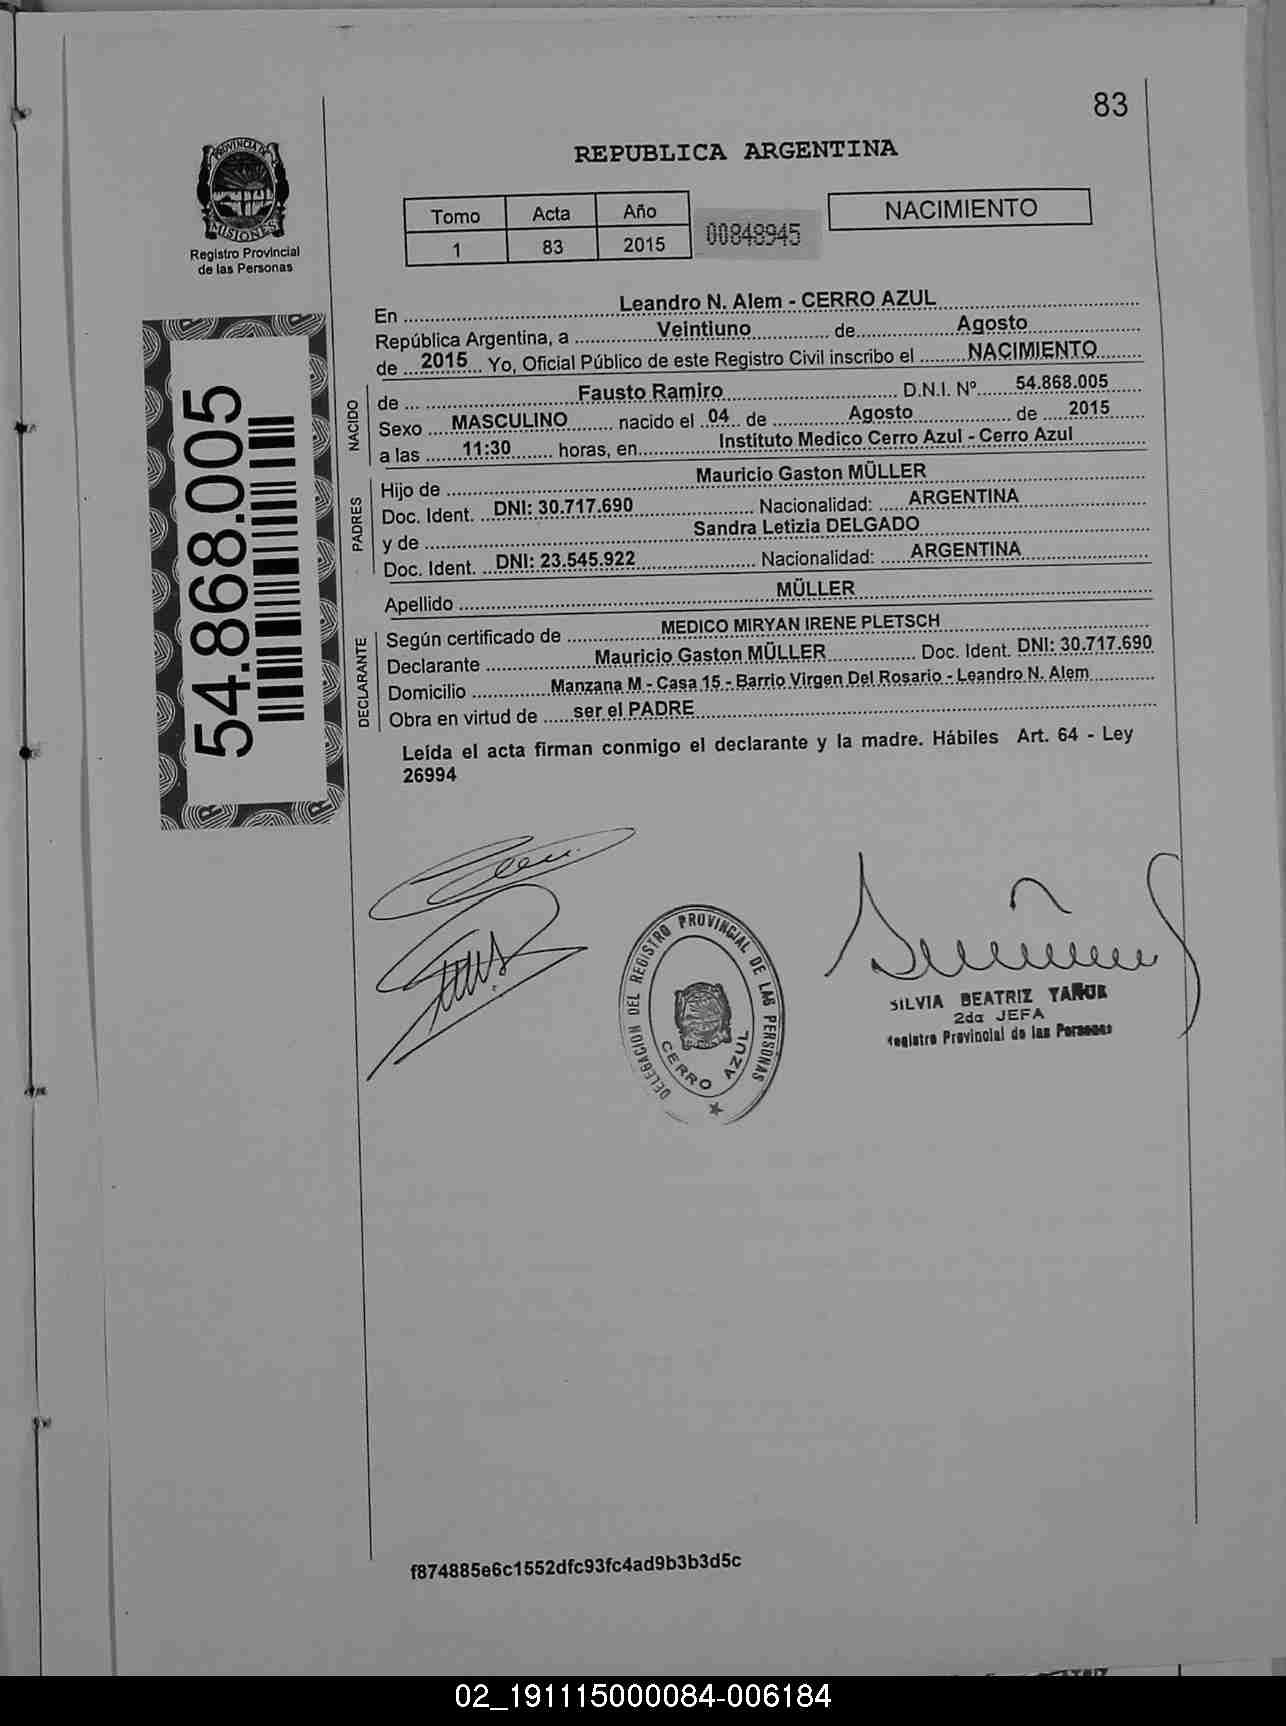 83
PROVINCIA DE
MISIONES
Registro Provincial
de las Personas
REPUBLICA ARGENTINA
Tomo Acta Año
1 83 2015
00848945
NACIMIENTO
54.868.005
En Leandro N. Alem - CERRO AZUL
República Argentina, a Veintiuno de Agosto
de 2015 Yo, Oficial Público de este Registro Civil inscribo el NACIMIENTO
NACIDO
de Fausto Ramiro D.N.I. Nº 54.868.005
Sexo MASCULINO nacido el 04 de Agosto de 2015
a las 11:30 horas, en Instituto Medico Cerro Azul - Cerro Azul
PADRES
Hijo de Mauricio Gaston MÜLLER
Doc. Ident. DNI: 30.717.690 Nacionalidad: ARGENTINA
y de Sandra Letizia DELGADO
Doc. Ident. DNI: 23.545.922 Nacionalidad: ARGENTINA
Apellido MÜLLER
DECLARANTE
Según certificado de MEDICO MIRYAN IRENE PLETSCH
Declarante Mauricio Gaston MÜLLER Doc. Ident. DNI: 30.717.690
Domicilio Manzana M - Casa 15 - Barrio Virgen Del Rosario - Leandro N. Alem
Obra en virtud de ser el PADRE
Leída el acta firman conmigo el declarante y la madre. Hábiles Art. 64 - Ley
26994
DELEGACION DEL REGISTRO PROVINCIAL DE LAS PERSONAS
CERRO AZUL
SILVIA BEATRIZ YAÑUK
2da JEFA
Registro Provincial de las Personas
f874885e6c1552dfc93fc4ad9b3b3d5c
02_191115000084-006184